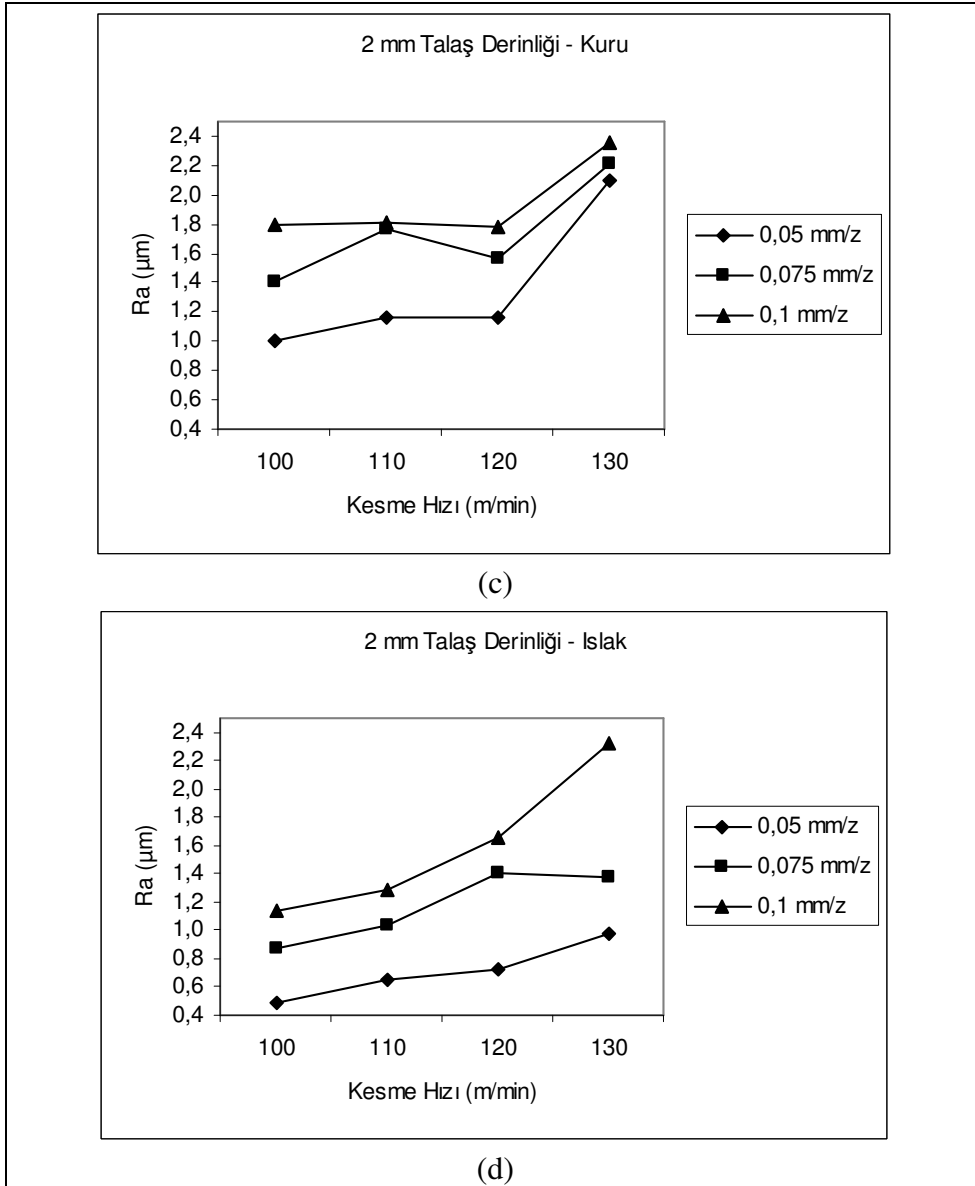 2 mm Talaş Derinliği - Kuru
2,4
2,2
2,0
1,8
1,6
1,4
1,2
1,0
0,8
0,6
0,4
Ra (µm)
100 110 120 130
Kesme Hızı (m/min)
0,05 mm/z
0,075 mm/z
0,1 mm/z
(c)
2 mm Talaş Derinliği - Islak
2,4
2,2
2,0
1,8
1,6
1,4
1,2
1,0
0,8
0,6
0,4
Ra (µm)
100 110 120 130
Kesme Hızı (m/min)
0,05 mm/z
0,075 mm/z
0,1 mm/z
(d)